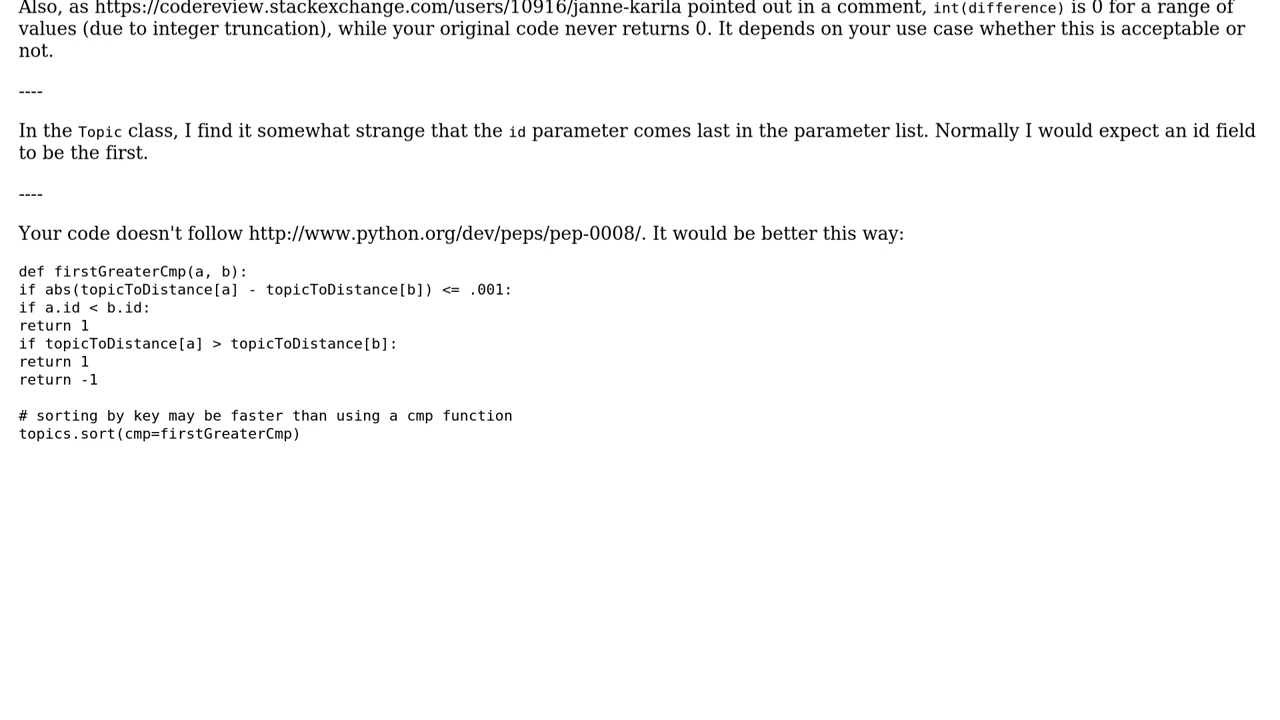 Also, as https://codereview.stackexchange.com/users/10916/janne-karila pointed out in a comment, int(difference) is 0 for a range of
values (due to integer truncation), while your original code never returns 0. It depends on your use case whether this is acceptable or
not.
----
In the Topic class, I find it somewhat strange that the id parameter comes last in the parameter list. Normally I would expect an id field
to be the first.
----
Your code doesn't follow http://www.python.org/dev/peps/pep-0008/. It would be better this way:
def firstGreaterCmp(a, b):
if abs(topicToDistance[a] - topicToDistance[b]) <= .001:
if a.id < b.id:
return 1
if topicToDistance[a] > topicToDistance[b]:
return 1
return -1
# sorting by key may be faster than using a cmp function
topics.sort(cmp=firstGreaterCmp)